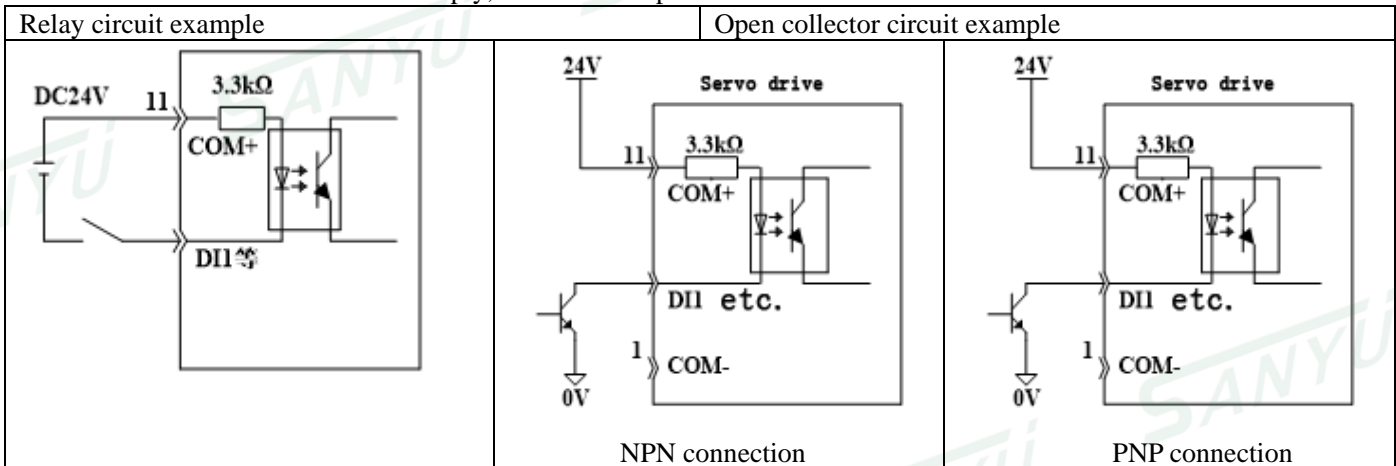 Relay circuit example
Open collector circuit example
DC24V
11
3.3kΩ
COM+
DI1等
24V
Servo drive
11
3.3kΩ
COM+
DI1 etc.
1
COM-
0V
NPN connection
24V
Servo drive
11
3.3kΩ
COM+
DI1 etc.
1
COM-
0V
PNP connection
SANYU
SANYU